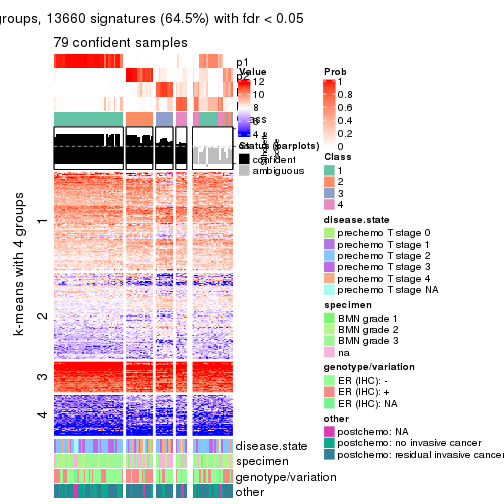 groups, 13660 signatures (64.5%) with fdr < 0.05
79 confident samples
p1
p2
Value
12
10
8
4
Status (barplots)
confident
ambiguous
Prob
1
0.8
0.6
0.4
0.2
0
Class
1
2
3
4
disease.state
prechemo T stage 0
prechemo T stage 1
prechemo T stage 2
prechemo T stage 3
prechemo T stage 4
prechemo T stage NA
specimen
BMN grade 1
BMN grade 2
BMN grade 3
na
genotype/variation
ER (IHC): -
ER (IHC): +
ER (IHC): NA
other
postchemo: NA
postchemo: no invasive cancer
postchemo: residual invasive cancer
k-means with 4 groups
1
2
3
4
disease.state
specimen
genotype/variation
other